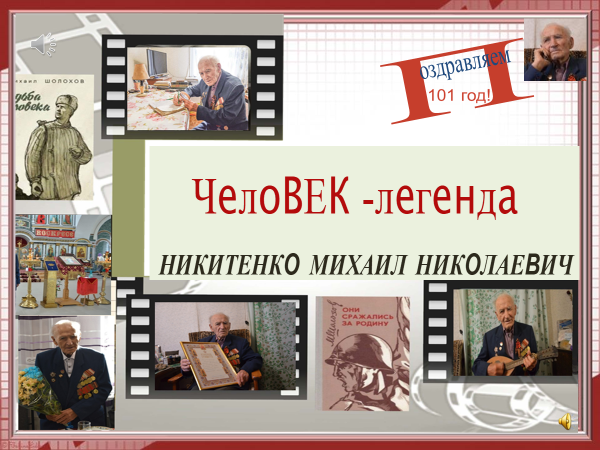 Поздравляем
101 год!
Михаил ШОЛОХОВ
Судьба
человека
ЧелоВЕК -легенда
НИКИТЕНКО МИХАИЛ НИКОЛАЕВИЧ
М. Шолохов
ОНИ
СРАЖАЛИСЬ
ЗА РОДИНУ